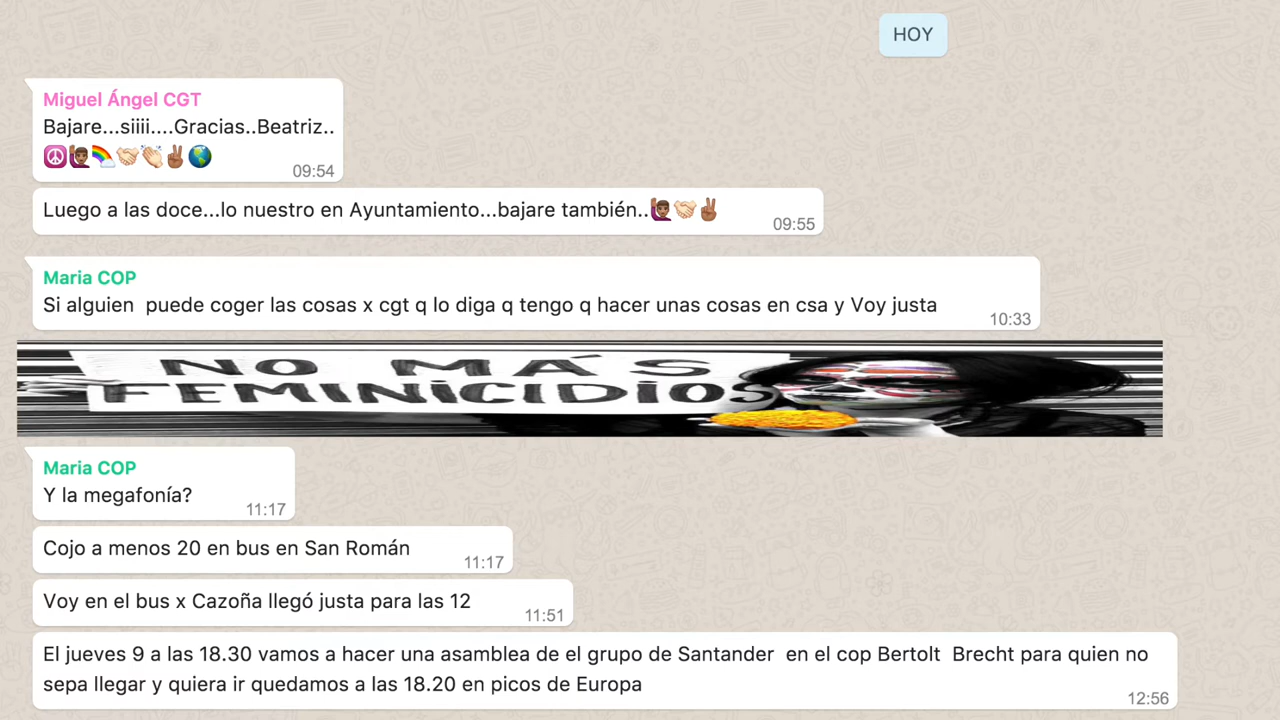 HOY
Miguel Ángel CGT
Bajare...siiii....Gracias..Beatriz..
☮️🙋🏽‍♂️🌈🤝🏻👏🏻✌🏽🌎
09:54
Luego a las doce...lo nuestro en Ayuntamiento...bajare también..🙋🏽‍♂️🤝🏻✌🏽
09:55
Maria COP
Si alguien  puede coger las cosas x cgt q lo diga q tengo q hacer unas cosas en csa y Voy justa
10:33
NO MÁS
FEMINICIDIOS
Maria COP
Y la megafonía?
11:17
Cojo a menos 20 en bus en San Román
11:17
Voy en el bus x Cazoña llegó justa para las 12
11:51
El jueves 9 a las 18.30 vamos a hacer una asamblea de el grupo de Santander  en el cop Bertolt  Brecht para quien no
sepa llegar y quiera ir quedamos a las 18.20 en picos de Europa
12:56